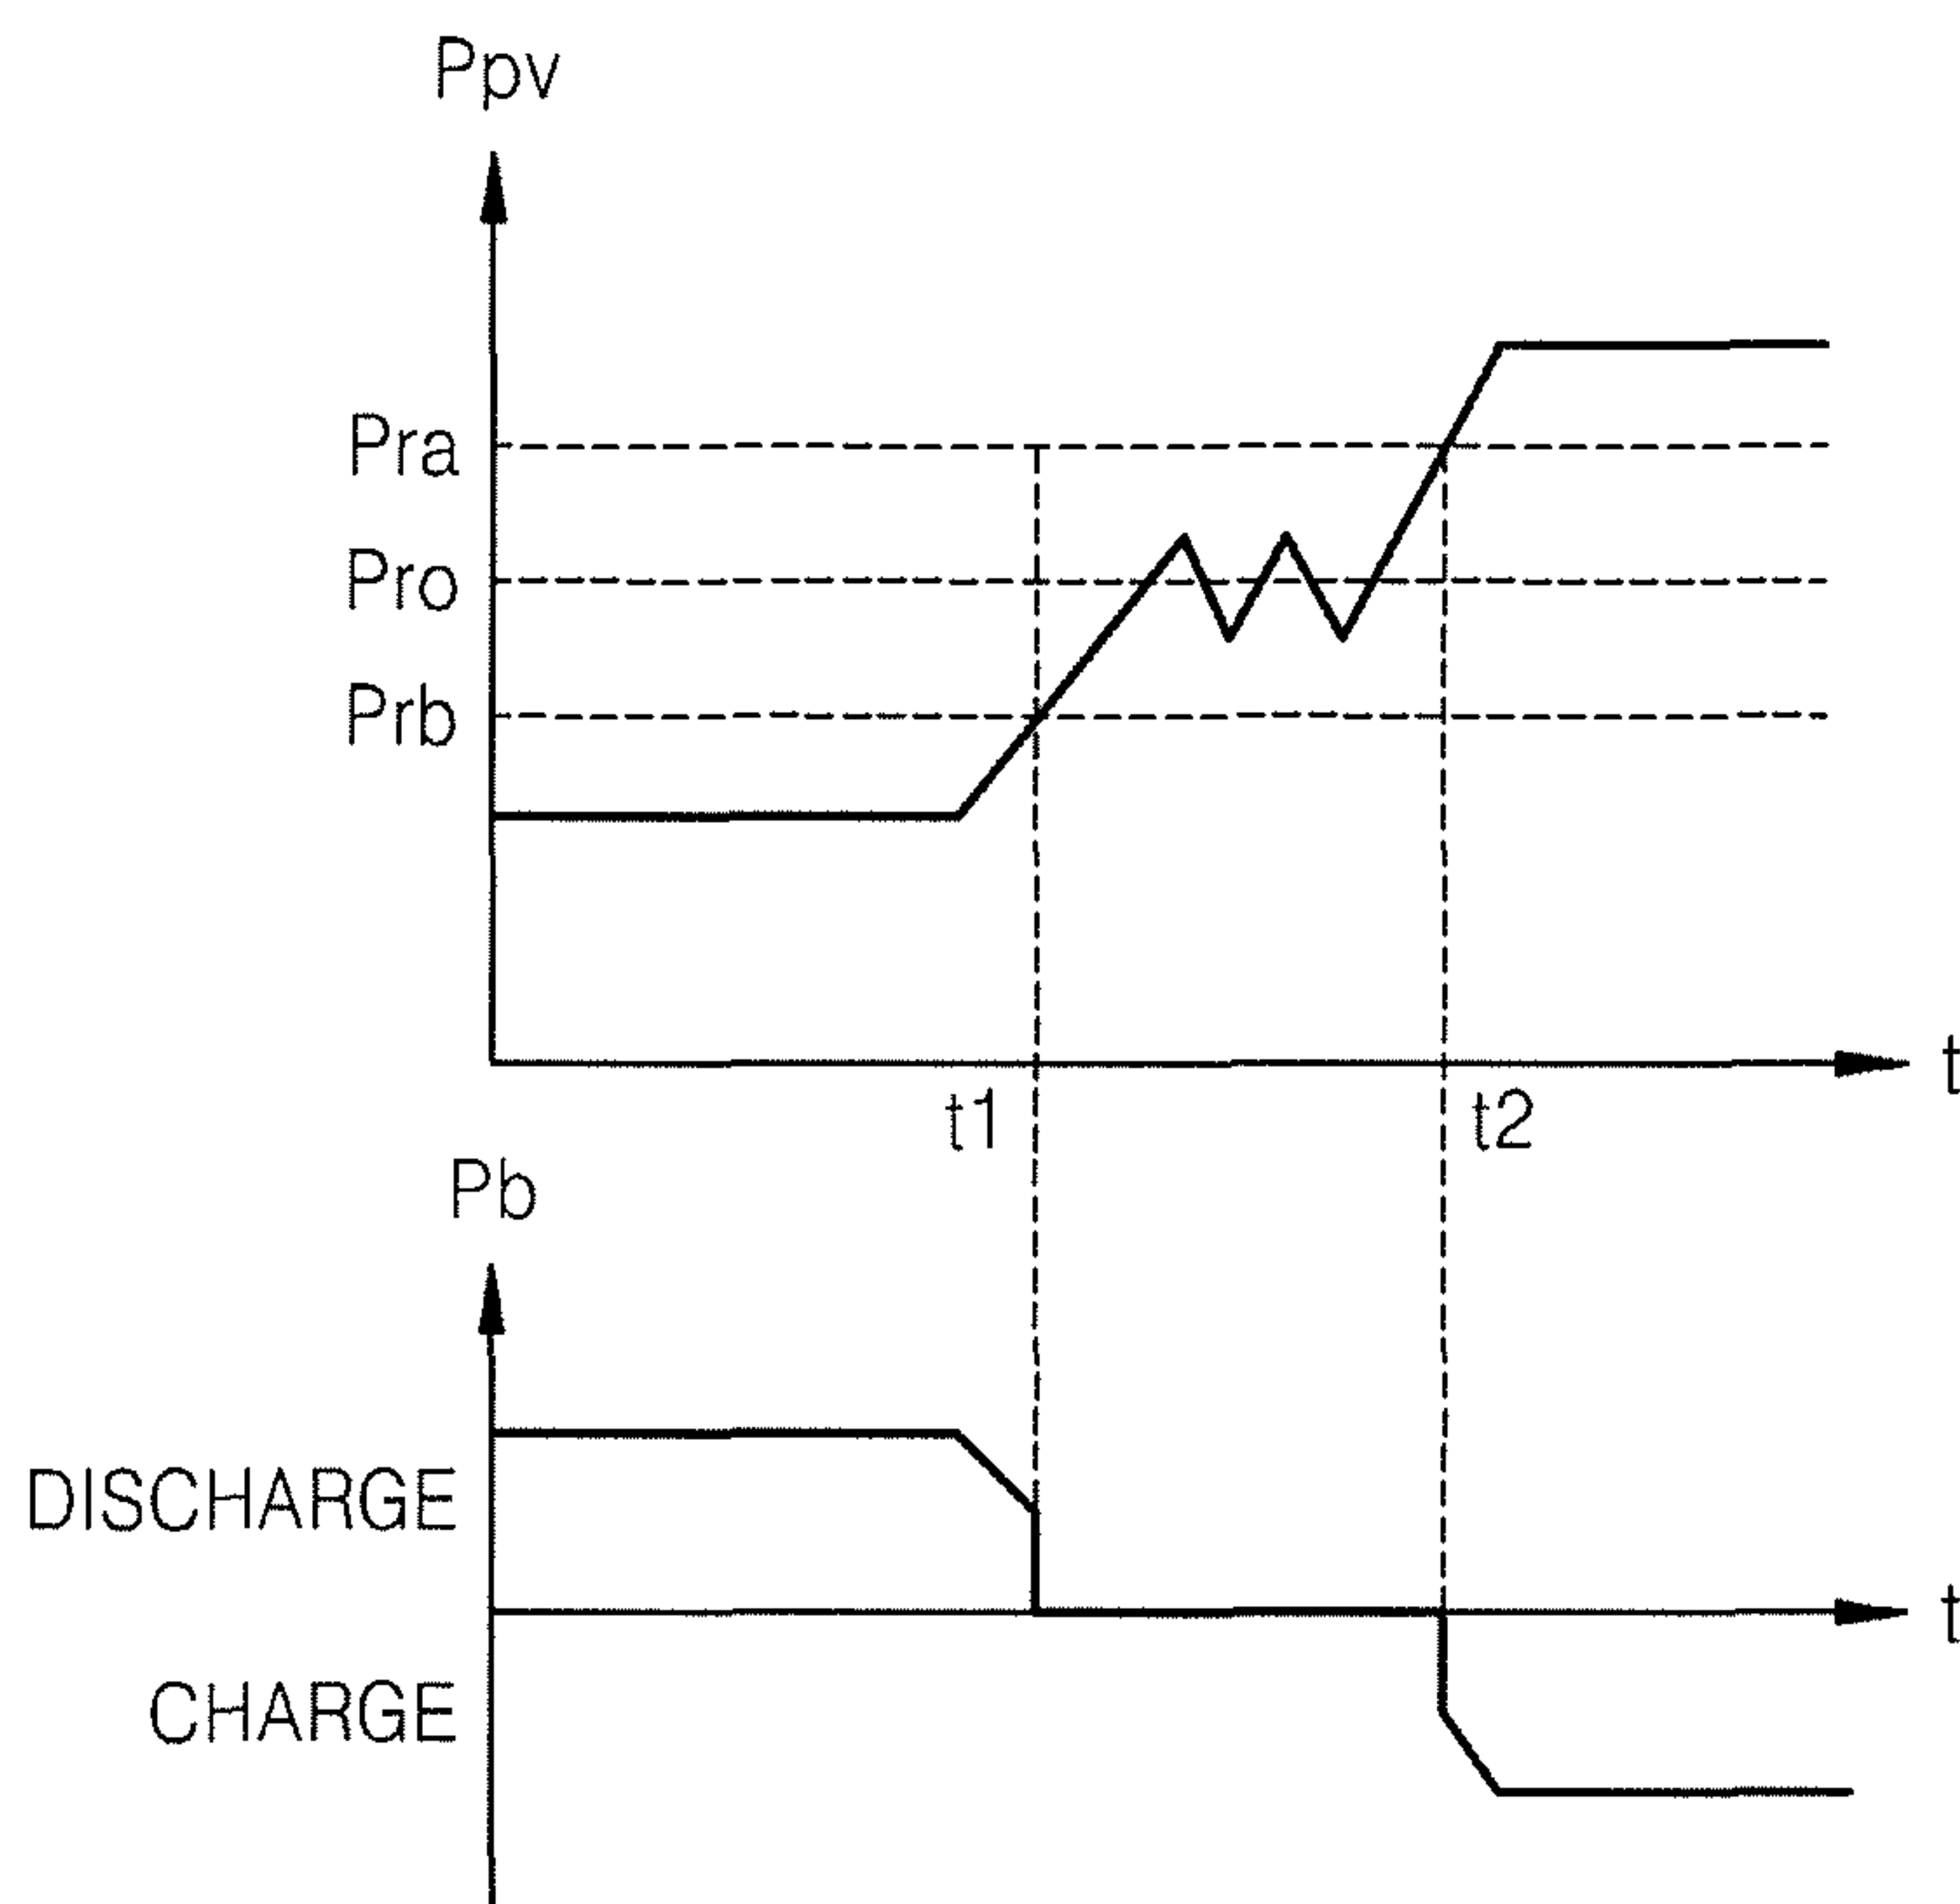 Ppv
Pra
Pro
Prb
t
t1 t2
Pb
DISCHARGE
t
CHARGE